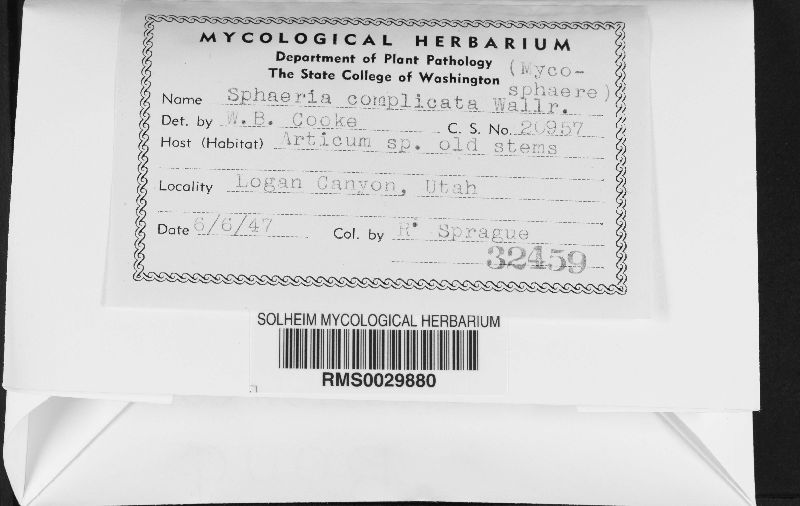 MYCOLOGICAL HERBARIUM
Department of Plant Pathology
The State College of Washington
(Myco-
sphaere)
Name Sphaeria complicata Wallr.
Det. by W.B. Cooke C. S. No. 20957
Host (Habitat) Articum sp. old stems
Locality Logan Canyon, Utah
Date 6/6/47 Col. by R. Sprague
32459
SOLHEIM MYCOLOGICAL HERBARIUM
RMS0029880